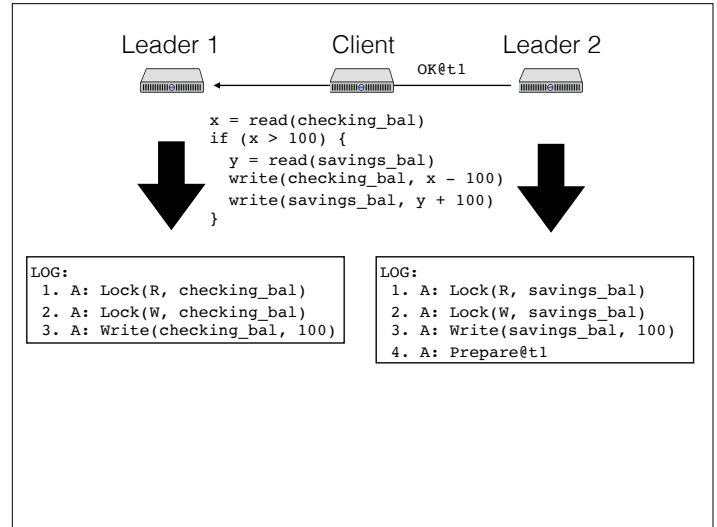 Leader 1
Client
Leader 2
OK@t1
x = read(checking_bal)
if (x > 100) {
  y = read(savings_bal)
  write(checking_bal, x - 100)
  write(savings_bal, y + 100)
}
LOG:
1. A: Lock(R, checking_bal)
2. A: Lock(W, checking_bal)
3. A: Write(checking_bal, 100)
LOG:
1. A: Lock(R, savings_bal)
2. A: Lock(W, savings_bal)
3. A: Write(savings_bal, 100)
4. A: Prepare@t1